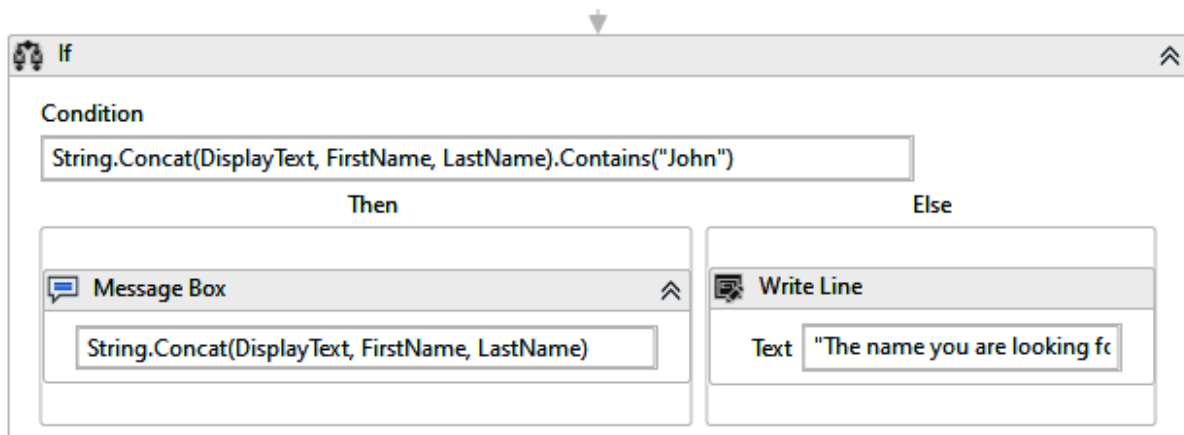 If
Condition
String.Concat(DisplayText, FirstName, LastName).Contains("John")
Then
Else
Message Box
String.Concat(DisplayText, FirstName, LastName)
Write Line
Text "The name you are looking